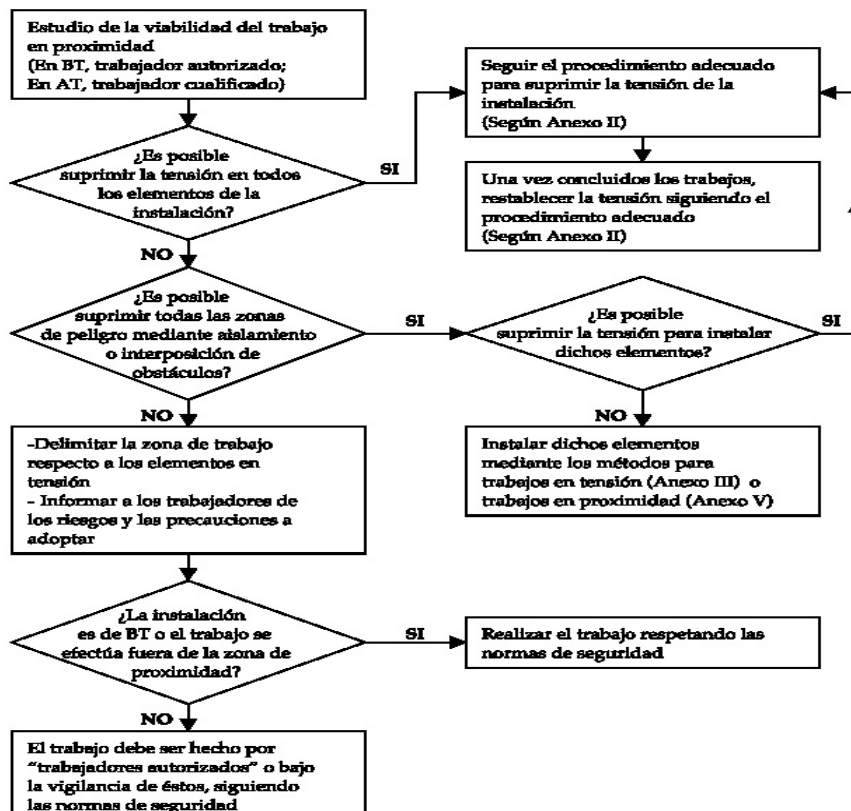 Estudio de la viabilidad del trabajo
en proximidad
(En BT, trabajador autorizado;
En AT, trabajador cualificado)
Seguir el procedimiento adecuado
para suprimir la tensión de la
instalación
(Según Anexo II)
¿Es posible
suprimir la tensión en todos
los elementos de la
instalación?
SI
Una vez concluidos los trabajos,
restablecer la tensión siguiendo el
procedimiento adecuado
(Según Anexo II)
NO
¿Es posible
suprimir todas las zonas
de peligro mediante aislamiento
o interposición de
obstáculos?
SI
¿Es posible
suprimir la tensión para instalar
dichos elementos?
SI
NO
NO
-Delimitar la zona de trabajo
respecto a los elementos en
tensión
- Informar a los trabajadores de
los riesgos y las precauciones a
adoptar
Instalar dichos elementos
mediante los métodos para
trabajos en tensión (Anexo III) o
trabajos en proximidad (Anexo V)
¿La instalación
es de BT o el trabajo se
efectúa fuera de la zona de
proximidad?
SI
Realizar el trabajo respetando las
normas de seguridad
NO
El trabajo debe ser hecho por
"trabajadores autorizados" o bajo
la vigilancia de éstos, siguiendo
las normas de seguridad